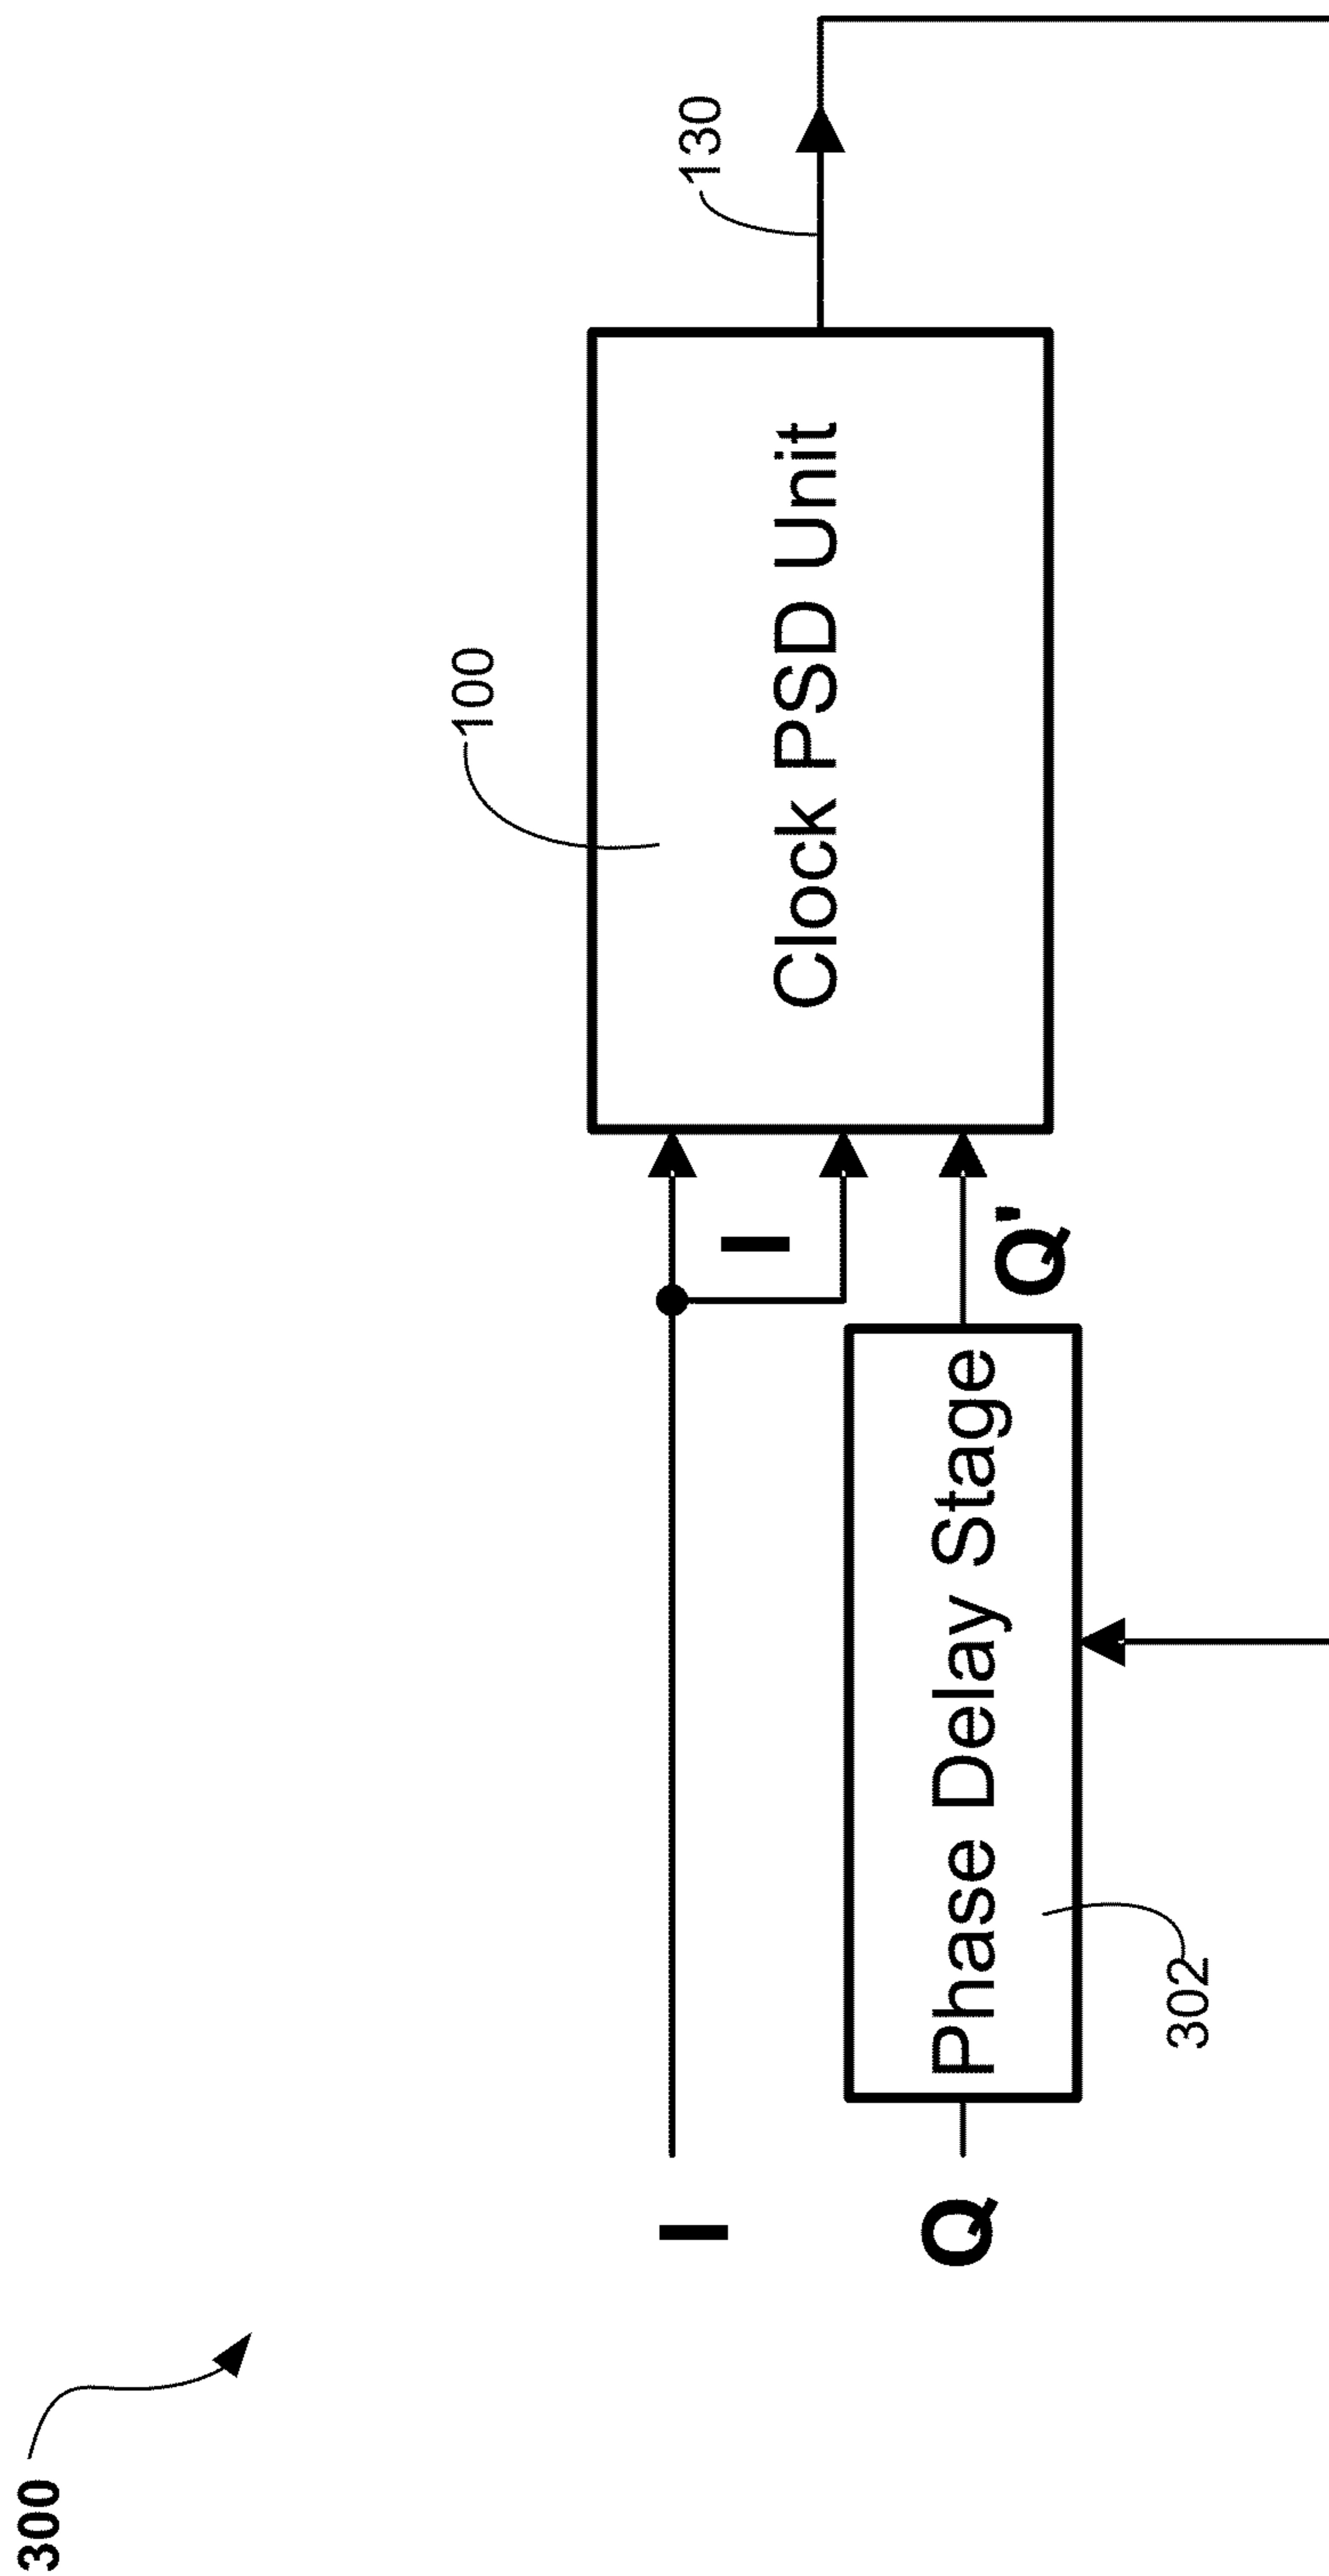 300
100
130
I
I
Clock PSD Unit
Q
Phase Delay Stage
Q'
302